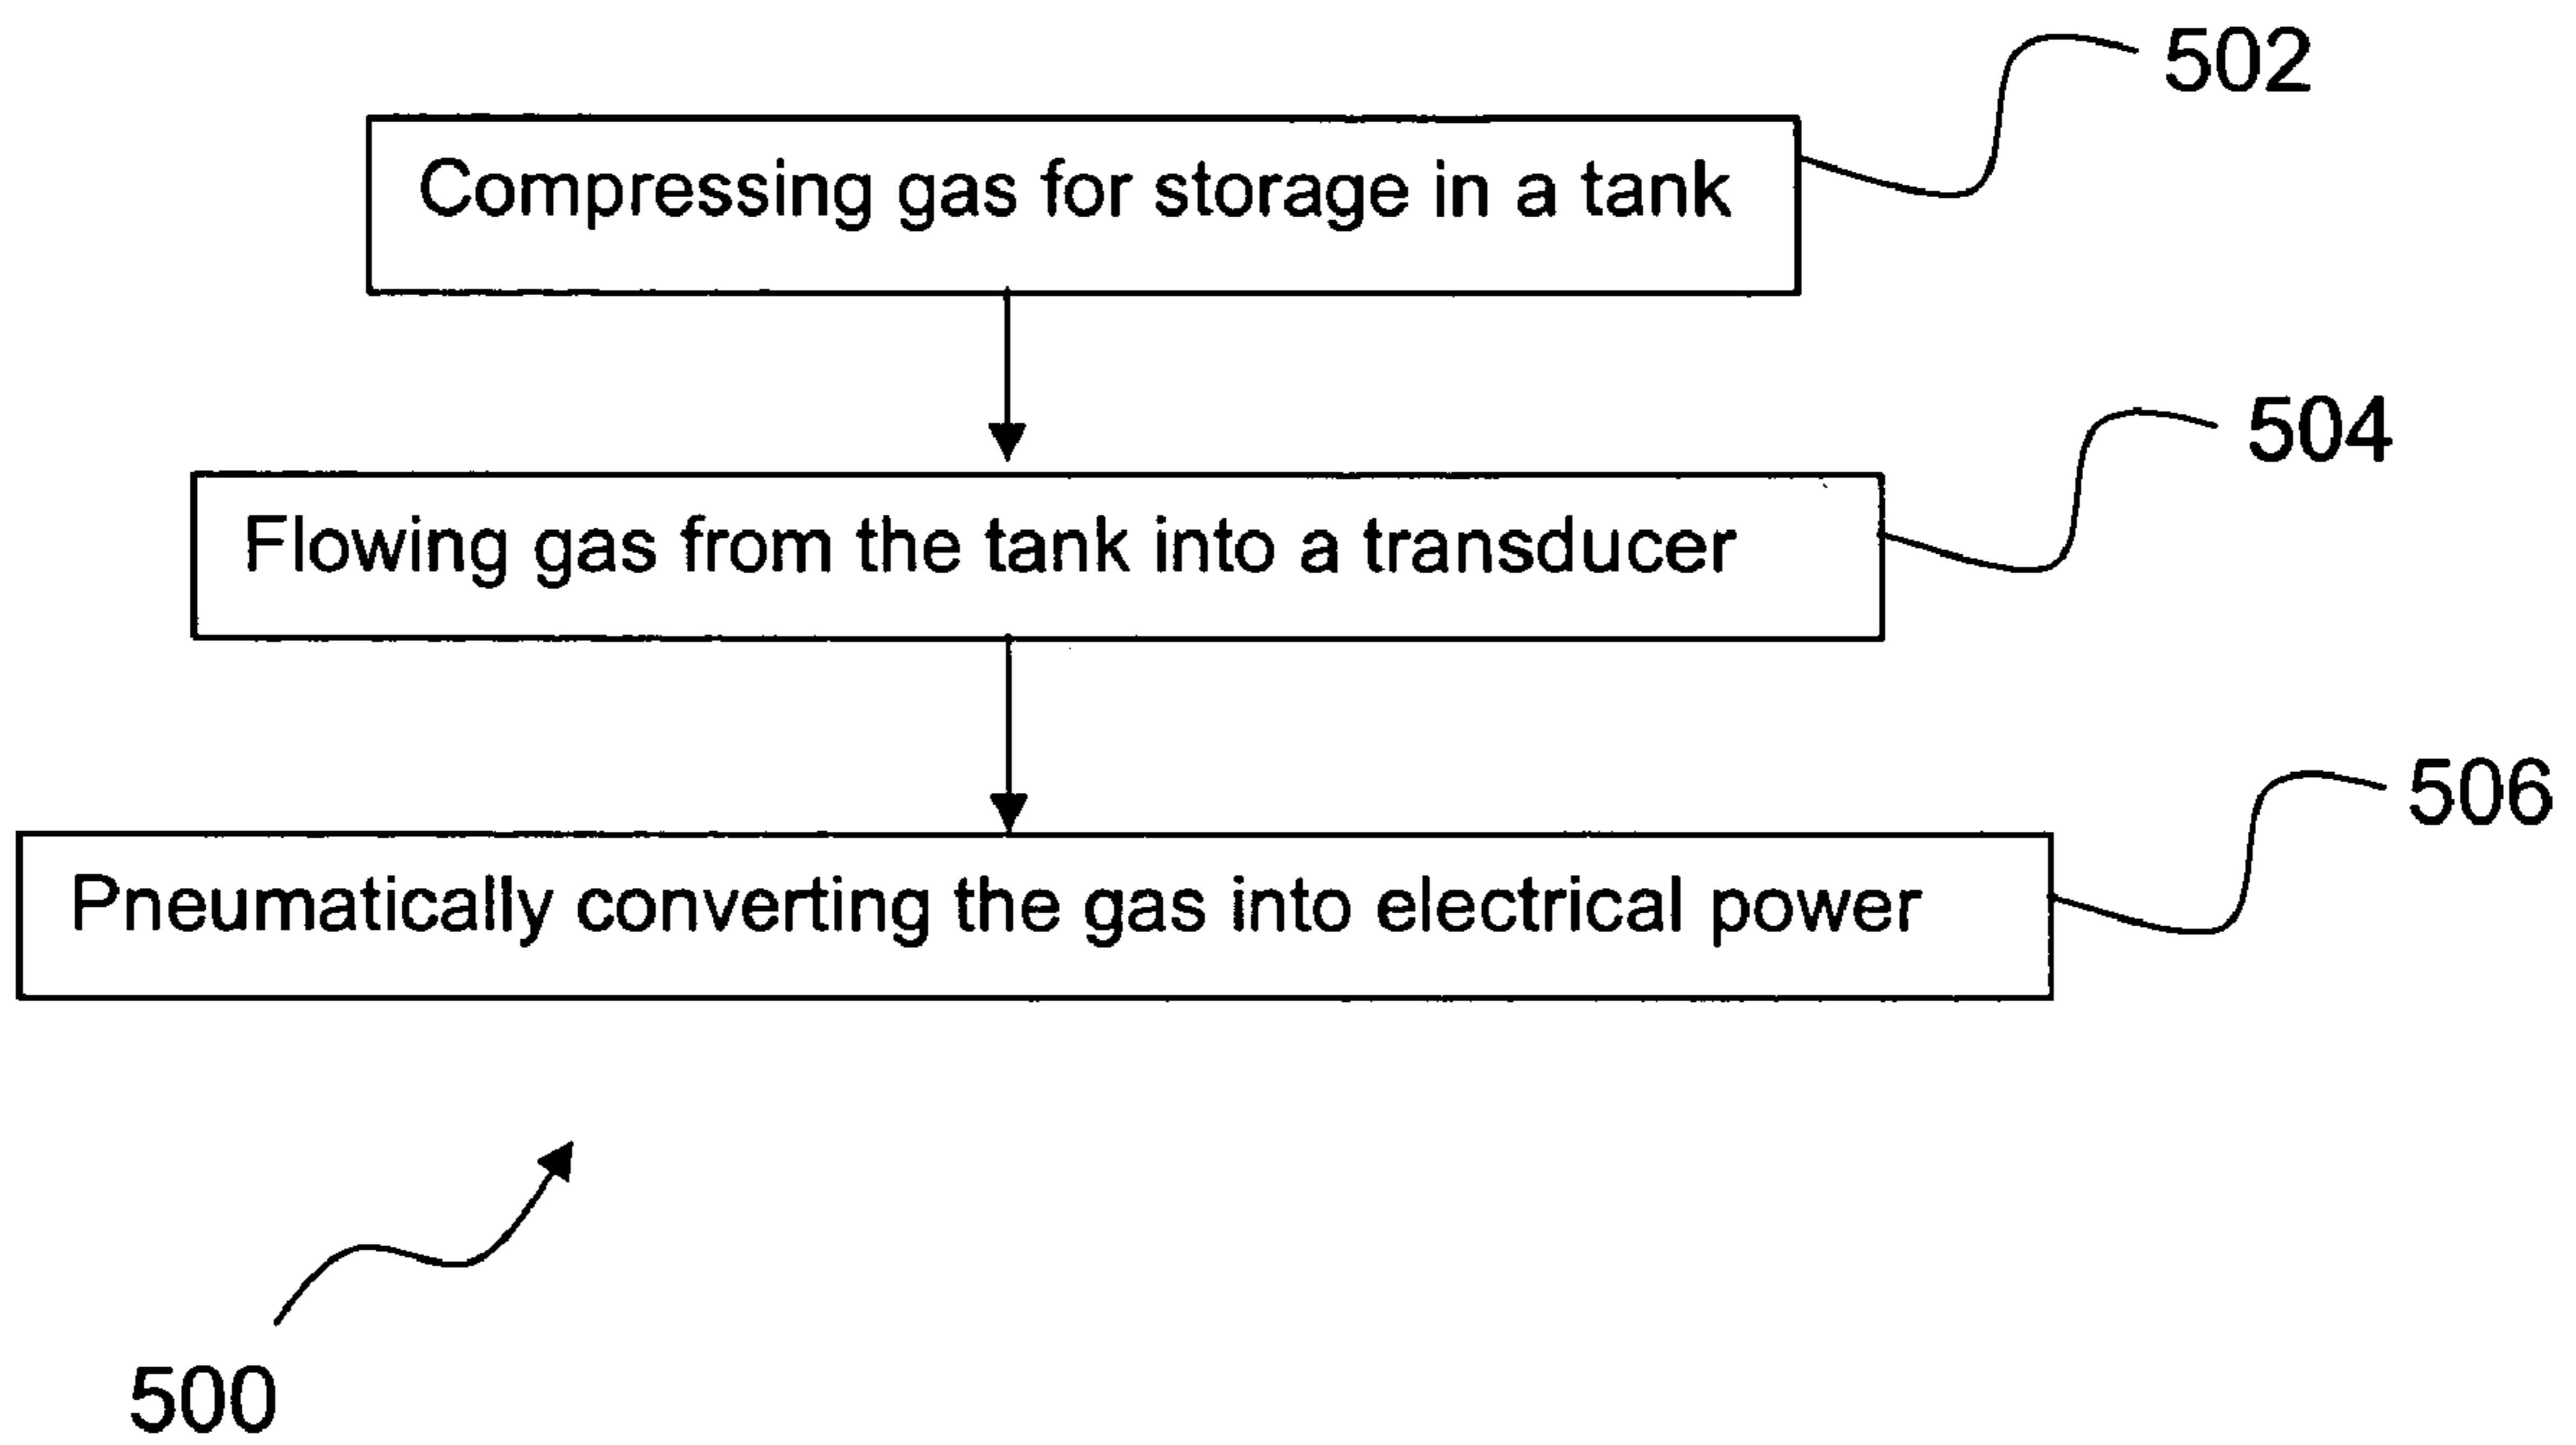 502
Compressing gas for storage in a tank
504
Flowing gas from the tank into a transducer
506
Pneumatically converting the gas into electrical power
500